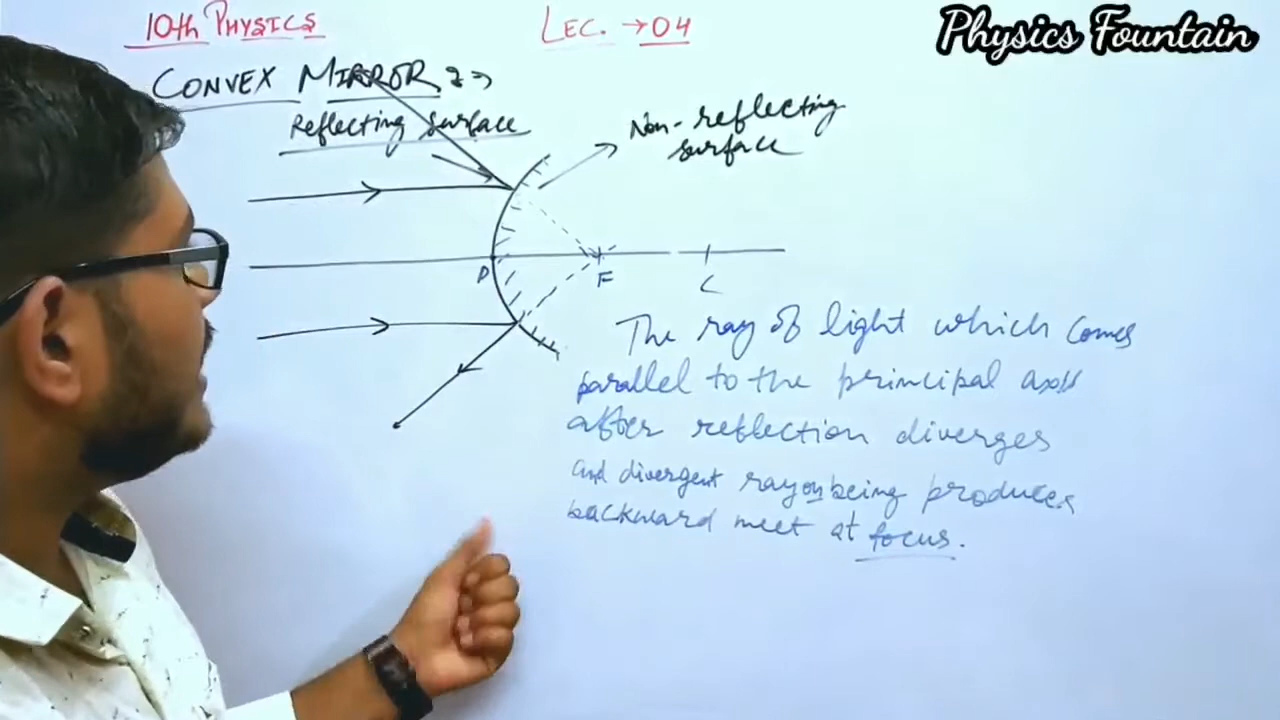 10th PHYSICS
LEC. → 04
Physics Fountain
CONVEX MIRROR :→
Reflecting surface
Non-reflecting
surface
P
F
C
The ray of light which comes
parallel to the principal axis
after reflection diverges
and divergent ray on being produces
backward meet at focus.